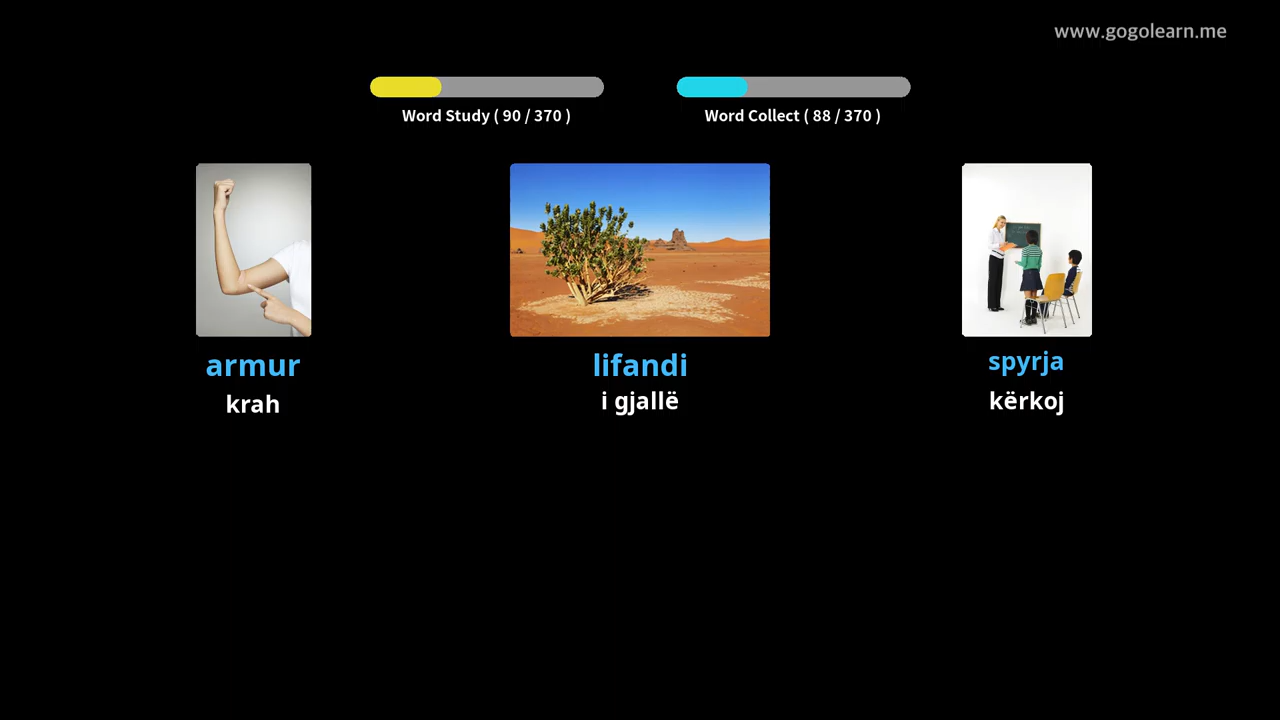 www.gogolearn.me
Word Study ( 90 / 370 )
Word Collect ( 88 / 370 )
armur
lifandi
spyrja
krah
i gjallë
kërkoj